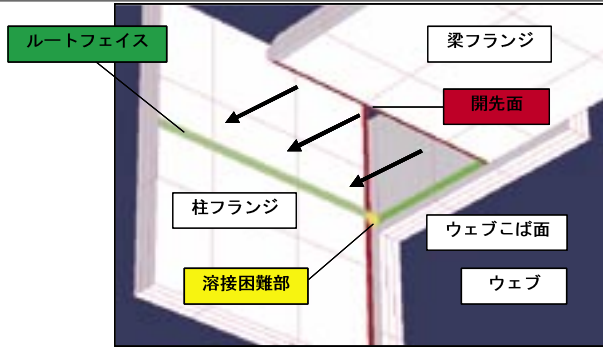 ルートフェイス
梁フランジ
開先面
柱フランジ
ウェブこば面
溶接困難部
ウェブ